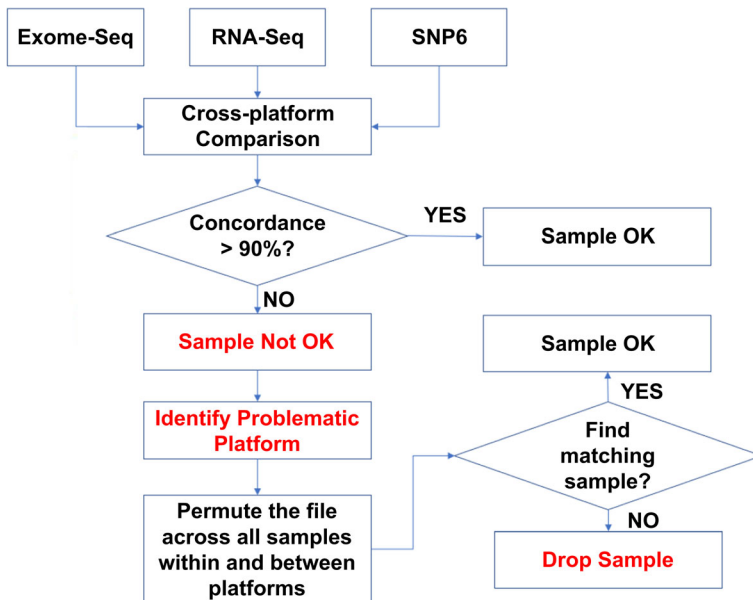 Exome-Seq
RNA-Seq
SNP6
Cross-platform
Comparison
Concordance
> 90%?
YES
Sample OK
NO
Sample Not OK
Identify Problematic
Platform
Permute the file
across all samples
within and between
platforms
Sample OK
YES
Find
matching
sample?
NO
Drop Sample